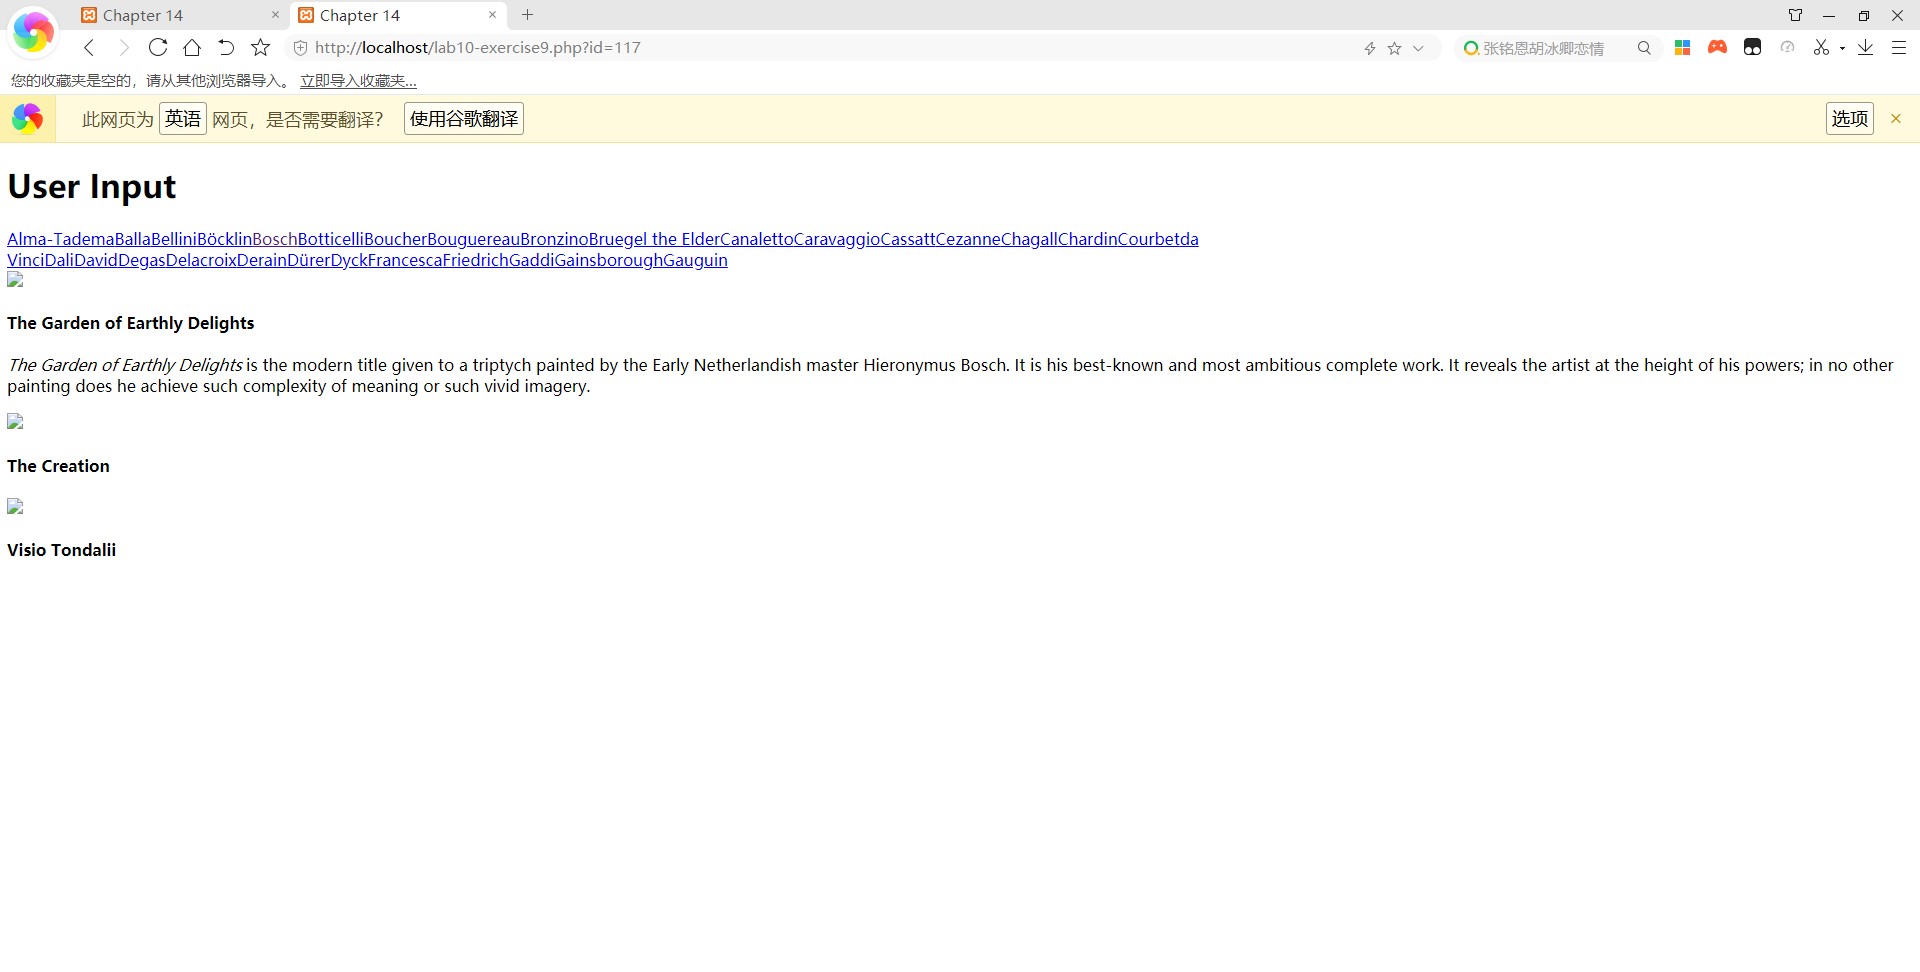 Chapter 14
Chapter 14
http://localhost/lab10-exercise9.php?id=117
张铭恩胡冰卿恋情
您的收藏夹是空的，请从其他浏览器导入。 立即导入收藏夹...
此网页为 英语 网页，是否需要翻译？ 使用谷歌翻译 选项
User Input
Alma-TademaBallaBelliniBöcklinBoschBotticelliBoucherBouguereauBronzinoBruegel the ElderCanalettoCaravaggioCassattCezanneChagallChardinCourbetda
VinciDaliDavidDegasDelacroixDerainDürerDyckFrancescaFriedrichGaddiGainsboroughGauguin
The Garden of Earthly Delights
The Garden of Earthly Delights is the modern title given to a triptych painted by the Early Netherlandish master Hieronymus Bosch. It is his best-known and most ambitious complete work. It reveals the artist at the height of his powers; in no other
painting does he achieve such complexity of meaning or such vivid imagery.
The Creation
Visio Tondalii